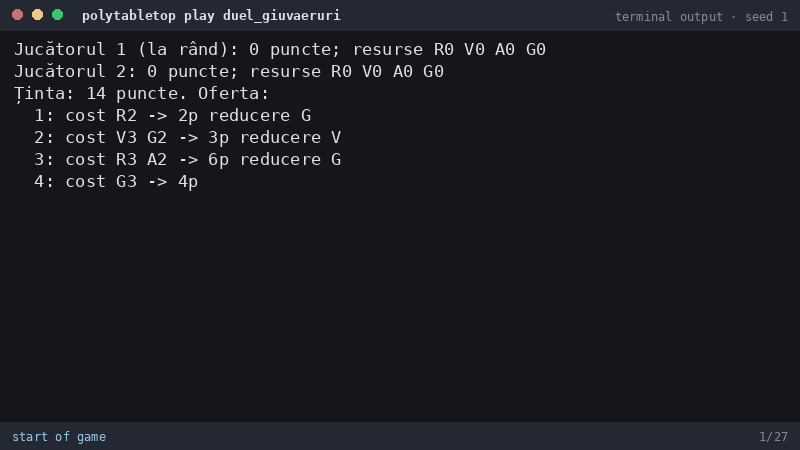 polytabletop play duel_giuvaeruri
terminal output · seed 1
Jucătorul 1 (la rând): 0 puncte; resurse R0 V0 A0 G0
Jucătorul 2: 0 puncte; resurse R0 V0 A0 G0
Ținta: 14 puncte. Oferta:
1: cost R2 -> 2p reducere G
2: cost V3 G2 -> 3p reducere V
3: cost R3 A2 -> 6p reducere G
4: cost G3 -> 4p
start of game
1/27